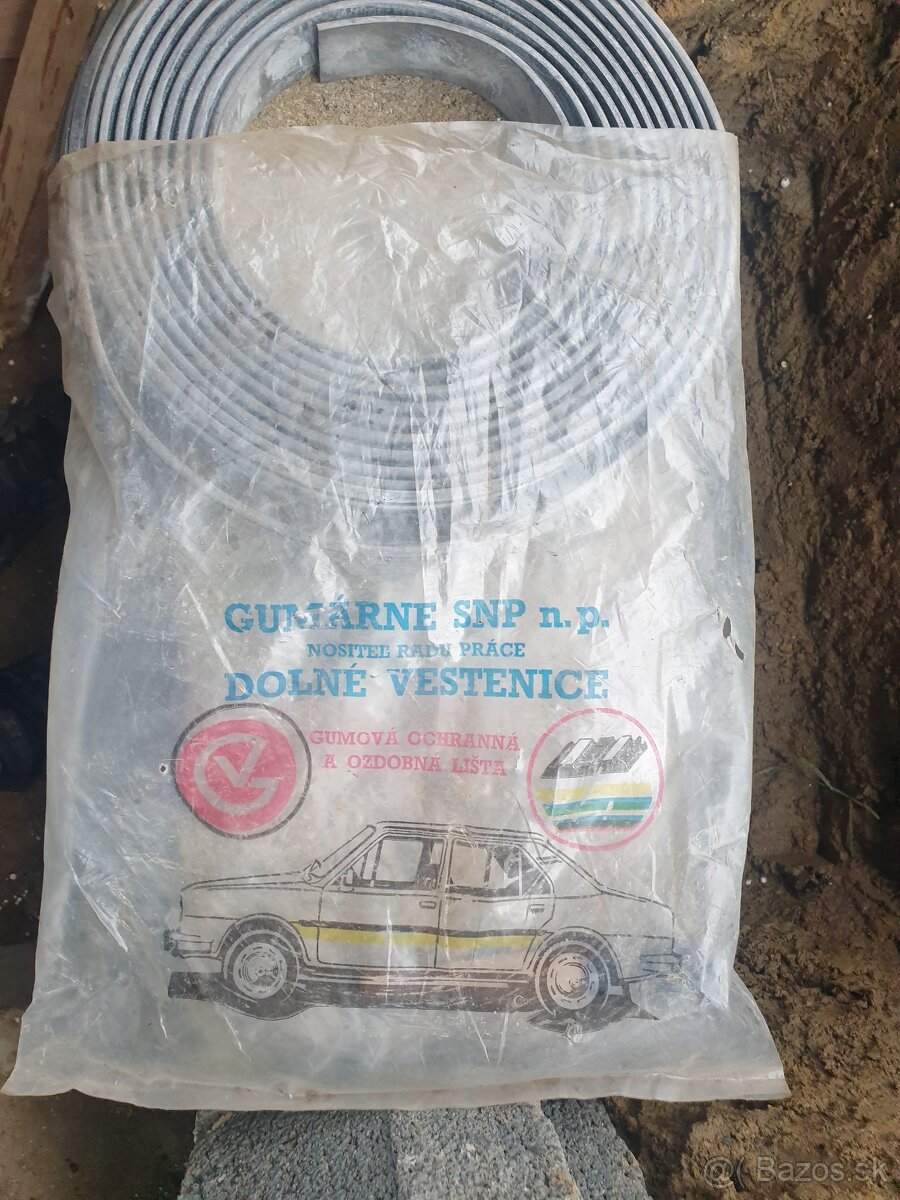 GUMÁRNE SNP n.p.
NOSITEĽ RADU PRÁCE
DOLNÉ VESTENICE
GUMOVÁ OCHRANNÁ
A OZDOBNÁ LIŠTA
Bazos.sk